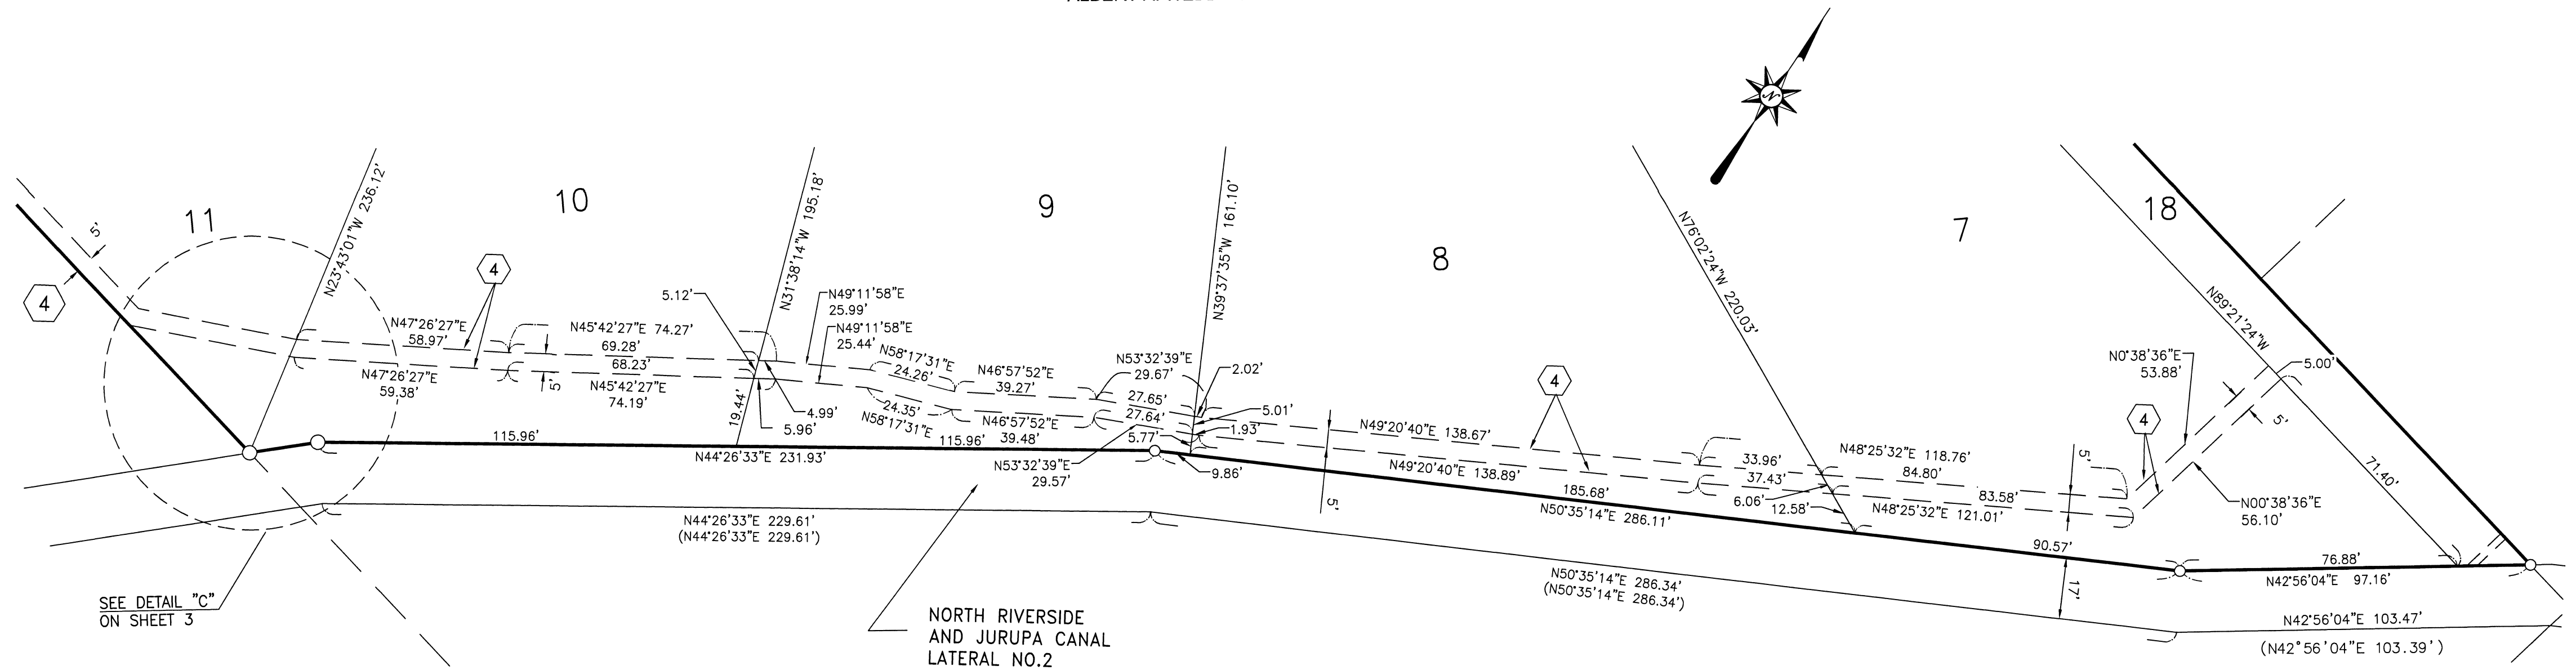 N
11
10
9
8
7
18
5'
4
N23°43'01"W 236.12'
4
N31°38'14"W 195.18'
N39°37'35"W 161.10'
N76°02'24"W 220.03'
N89°21'24"W
71.40'
N47°26'27"E
58.97'
N47°26'27"E
59.38'
N45°42'27"E 74.27'
69.28'
68.23'
N45°42'27"E
74.19'
5'
5.12'
19.44'
4.99'
5.96'
N49°11'58"E
25.99'
N49°11'58"E
25.44'
N58°17'31"E
24.26'
24.35'
N58°17'31"E
N46°57'52"E
39.27'
N46°57'52"E
39.48'
N53°32'39"E
29.67'
27.65'
27.64'
5.77'
N53°32'39"E
29.57'
2.02'
5.01'
1.93'
9.86'
115.96'
115.96'
N44°26'33"E 231.93'
N44°26'33"E 229.61'
(N44°26'33"E 229.61')
4
N49°20'40"E 138.67'
N49°20'40"E 138.89'
5'
185.68'
N50°35'14"E 286.11'
33.96'
37.43'
6.06'
12.58'
N48°25'32"E 118.76'
84.80'
83.58'
N48°25'32"E 121.01'
5'
N0°38'36"E
53.88'
4
5.00'
5'
N00°38'36"E
56.10'
90.57'
17'
76.88'
N42°56'04"E 97.16'
N50°35'14"E 286.34'
(N50°35'14"E 286.34')
N42°56'04"E 103.47'
(N42°56'04"E 103.39')
SEE DETAIL "C"
ON SHEET 3
NORTH RIVERSIDE
AND JURUPA CANAL
LATERAL NO.2